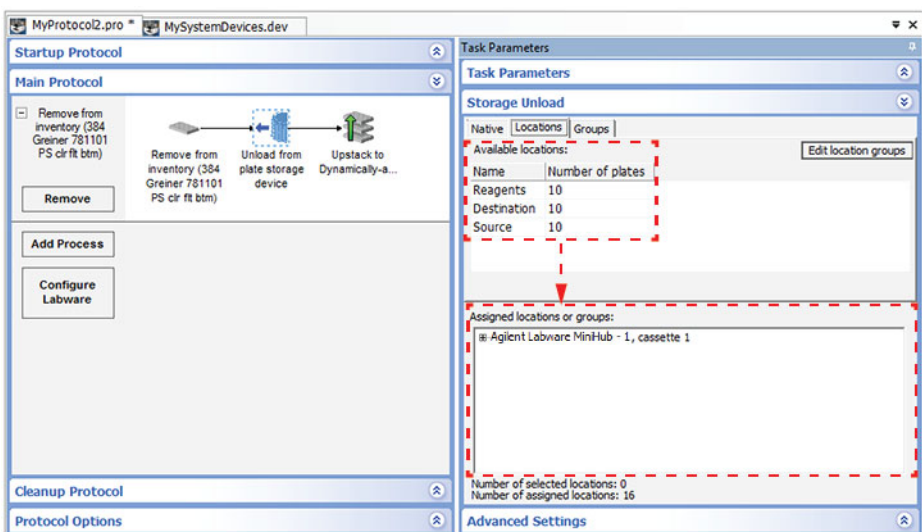 MyProtocol2.pro *
MySystemDevices.dev
Startup Protocol
Main Protocol
Remove from
inventory (384
Greiner 781101
PS clr flt btm)
Remove
Remove from
inventory (384
Greiner 781101
PS clr flt btm)
Unload from
plate storage
device
Upstack to
Dynamically-a...
Add Process
Configure
Labware
Cleanup Protocol
Protocol Options
Task Parameters
Task Parameters
Storage Unload
Native Locations Groups
Available locations:
Edit location groups
Name Number of plates
Reagents 10
Destination 10
Source 10
Assigned locations or groups:
Agilent Labware MiniHub - 1, cassette 1
Number of selected locations: 0
Number of assigned locations: 16
Advanced Settings